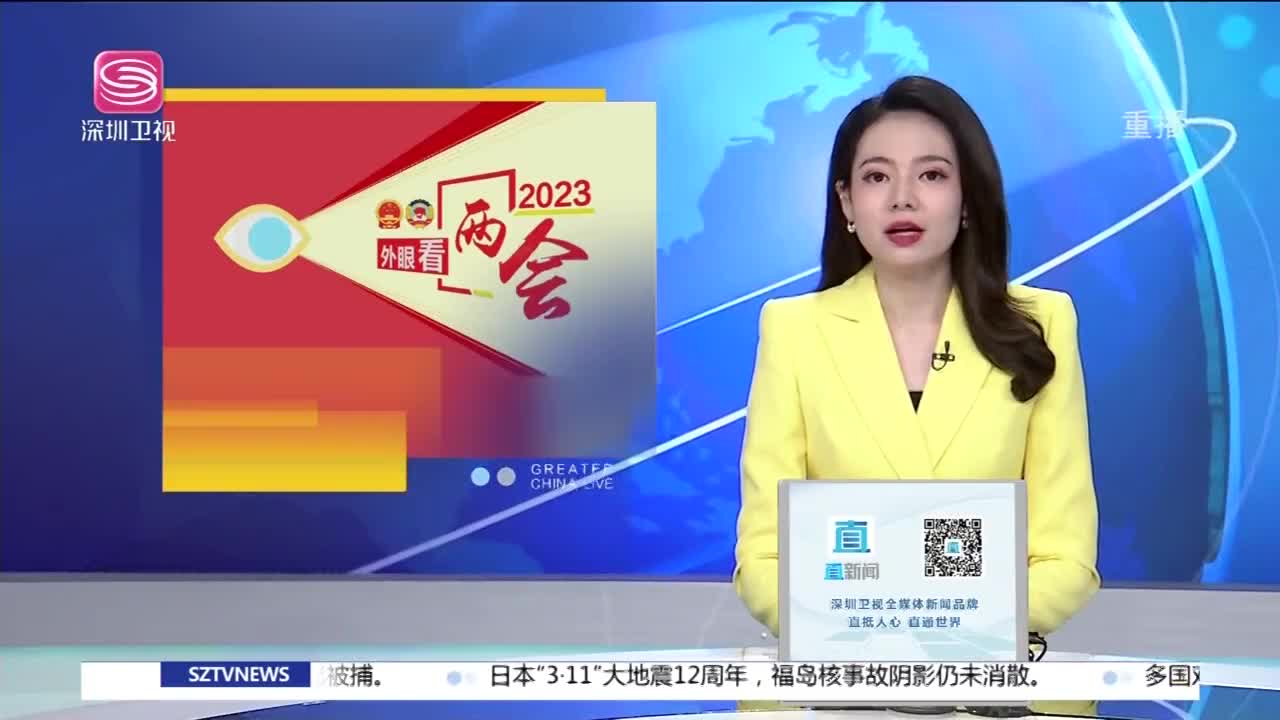 深圳卫视
重播
2023
外眼看
两会
GREATER
CHINA LIVE
直
直新闻
深圳卫视全媒体新闻品牌
直抵人心 直通世界
SZTVNEWS
被捕。
日本“3·11”大地震12周年，福岛核事故阴影仍未消散。
多国